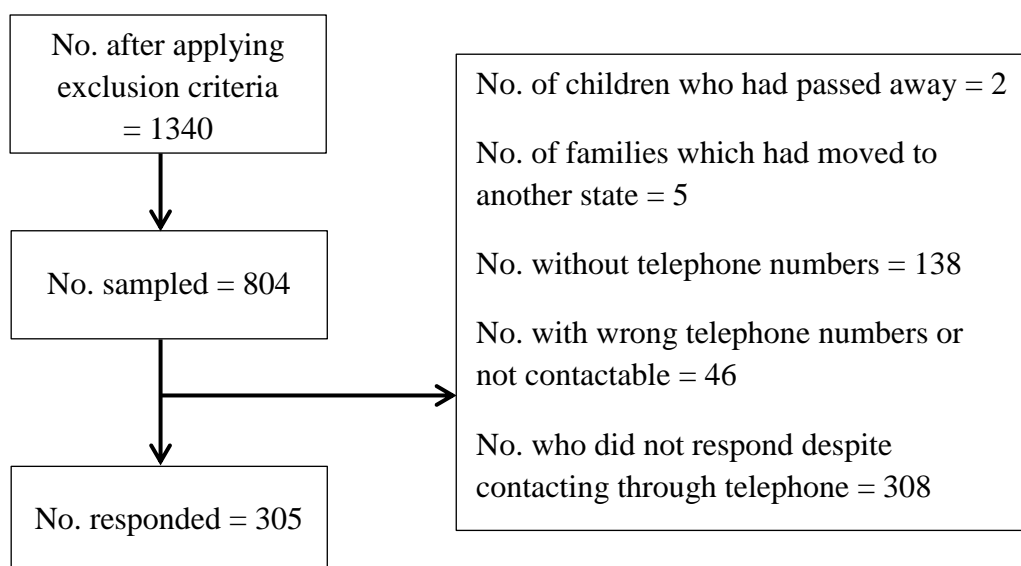 No. after applying
exclusion criteria
= 1340
No. sampled = 804
No. responded = 305
No. of children who had passed away = 2
No. of families which had moved to
another state = 5
No. without telephone numbers = 138
No. with wrong telephone numbers or
not contactable = 46
No. who did not respond despite
contacting through telephone = 308